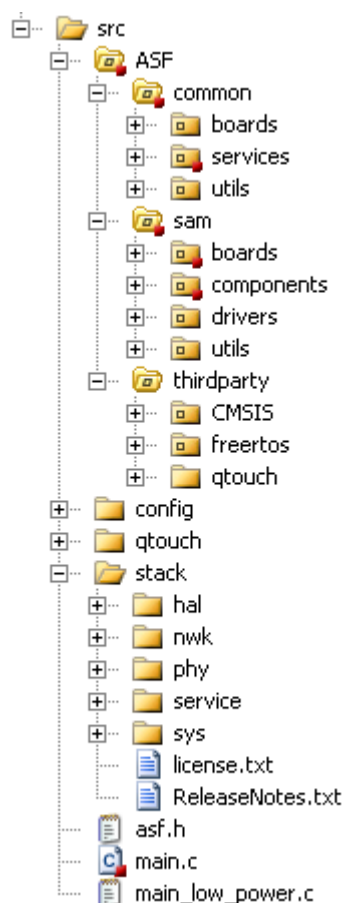 src
ASF
common
boards
services
utils
sam
boards
components
drivers
utils
thirdparty
CMSIS
freertos
qtouch
config
qtouch
stack
hal
nwk
phy
service
sys
license.txt
ReleaseNotes.txt
asf.h
main.c
main_low_power.c